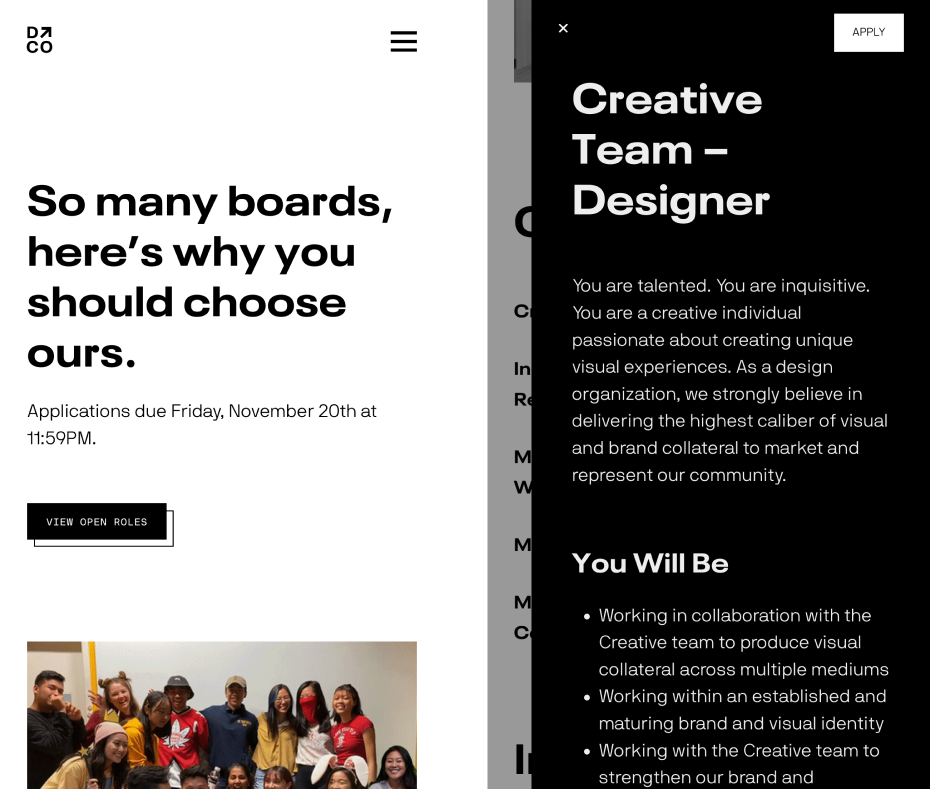 D
CO
So many boards,
here's why you
should choose
ours.
Applications due Friday, November 20th at
11:59PM.
VIEW OPEN ROLES
×
APPLY
Creative
Team –
Designer
You are talented. You are inquisitive.
You are a creative individual
passionate about creating unique
visual experiences. As a design
organization, we strongly believe in
delivering the highest caliber of visual
and brand collateral to market and
represent our community.
You Will Be
• Working in collaboration with the
Creative team to produce visual
collateral across multiple mediums
• Working within an established and
maturing brand and visual identity
• Working with the Creative team to
strengthen our brand and